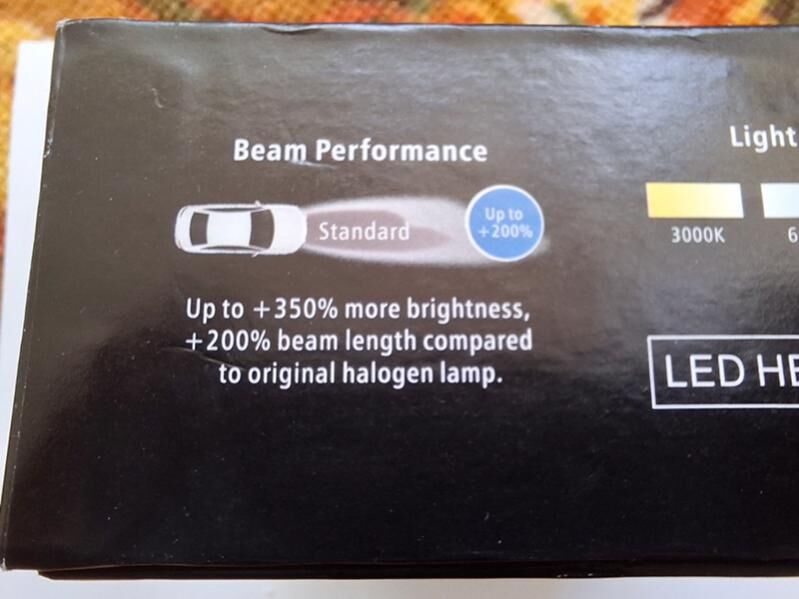 Beam Performance
Standard
Up to
+200%
Up to +350% more brightness,
+200% beam length compared
to original halogen lamp.
Light
3000K
6
LED HE